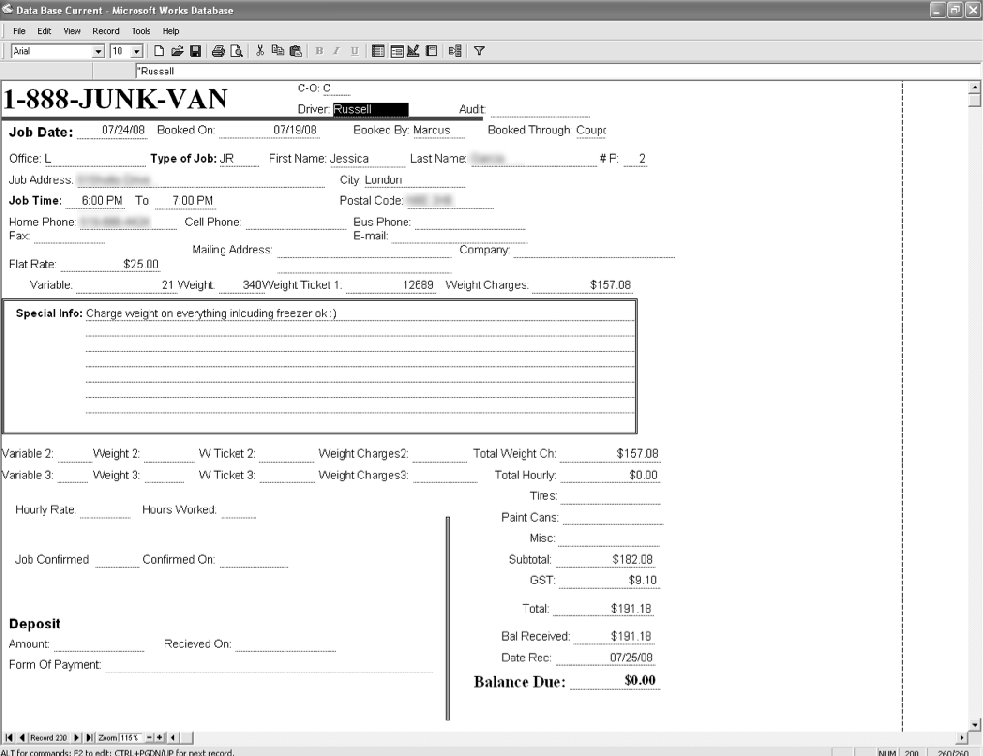 Data Base Current - Microsoft Works Database
File Edit View Record Tools Help
Arial 10 B I U
"Russell
C-O: C
1-888-JUNK-VAN
Driver: Russell Audit:
Job Date: 07/24/08 Booked On: 07/19/08 Booked By: Marcus Booked Through Coupc
Office: L Type of Job: JR First Name: Jessica Last Name: # P: 2
Job Address: City London
Job Time: 6:00 PM To 7:00 PM Postal Code:
Home Phone: Cell Phone: Bus Phone:
Fax: E-mail:
Mailing Address: Company:
Flat Rate: $25.00
Variable: 21 Weight: 340 Weight Ticket 1: 12689 Weight Charges: $157.08
Special Info: Charge weight on everything inlcuding freezer ok :)
Variable 2: Weight 2: W Ticket 2: Weight Charges2: Total Weight Ch: $157.08
Variable 3: Weight 3: W Ticket 3: Weight Charges3: Total Hourly: $0.00
Tires:
Hourly Rate: Hours Worked: Paint Cans:
Misc:
Job Confirmed Confirmed On: Subtotal: $182.08
GST: $9.10
Total: $191.18
Deposit
Amount: Recieved On: Bal Received: $191.18
Form Of Payment: Date Rec: 07/25/08
Balance Due: $0.00
Record 200 Zoom 115%
ALT for commands; F2 to edit; CTRL+PGDN/UP for next record. NUM 200 260/260